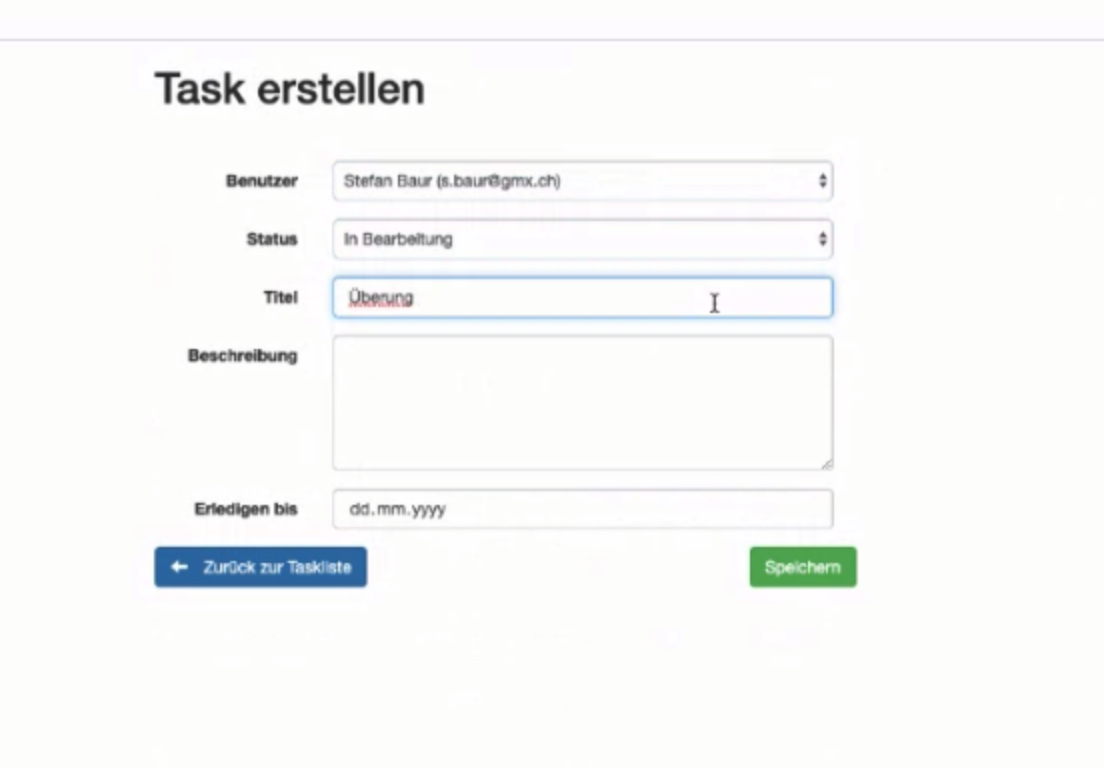 Task erstellen
Benutzer Stefan Baur (s.baur@gmx.ch)
Status In Bearbeitung
Titel Überung
Beschreibung
Erledigen bis dd.mm.yyyy
Zurück zur Taskliste Speichern